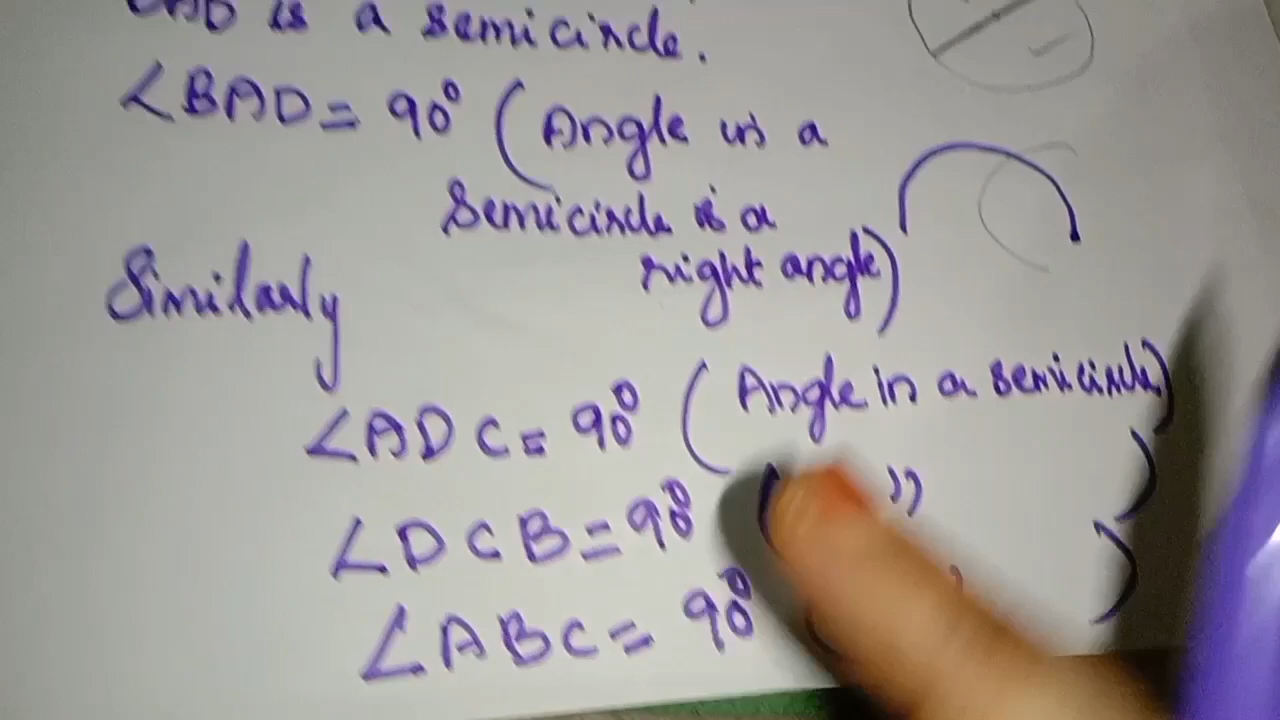 is a semicircle.
∠BAD = 90° (Angle in a
semicircle is a
right angle)
Similarly
∠ADC = 90° (Angle in a semicircle)
∠DCB = 90° ( " )
∠ABC = 90° ( " )